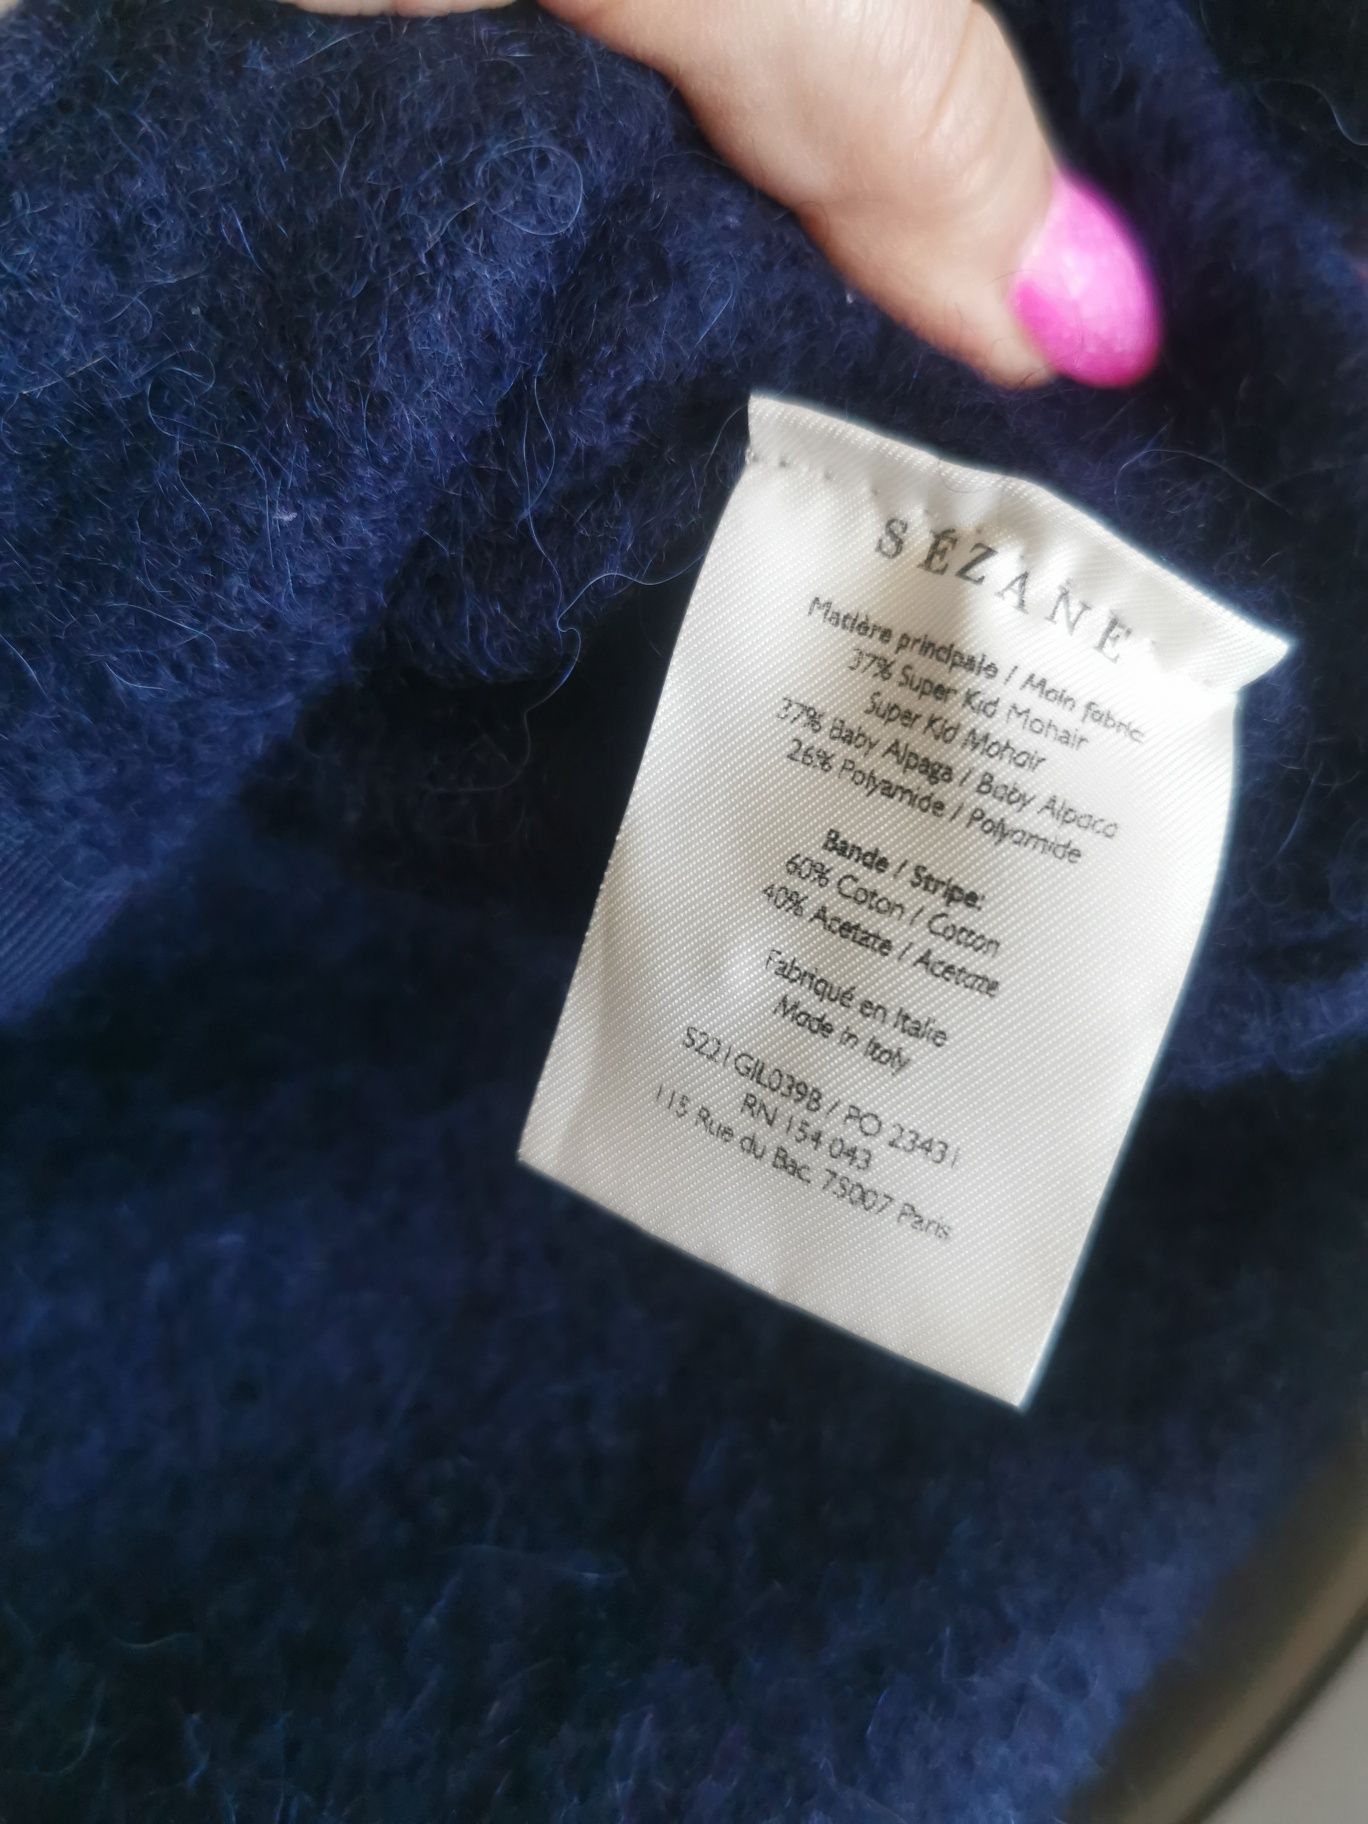 SÉZANE
Matière principale / Main fabric:
37% Super Kid Mohair
Super Kid Mohair
37% Baby Alpaga / Baby Alpaca
26% Polyamide / Polyamide
Bande / Stripe:
60% Coton / Cotton
40% Acetate / Acetate
Fabriqué en Italie
Made in Italy
S221GIL039B / PO 23431
RN 154 043
115 Rue du Bac, 75007 Paris